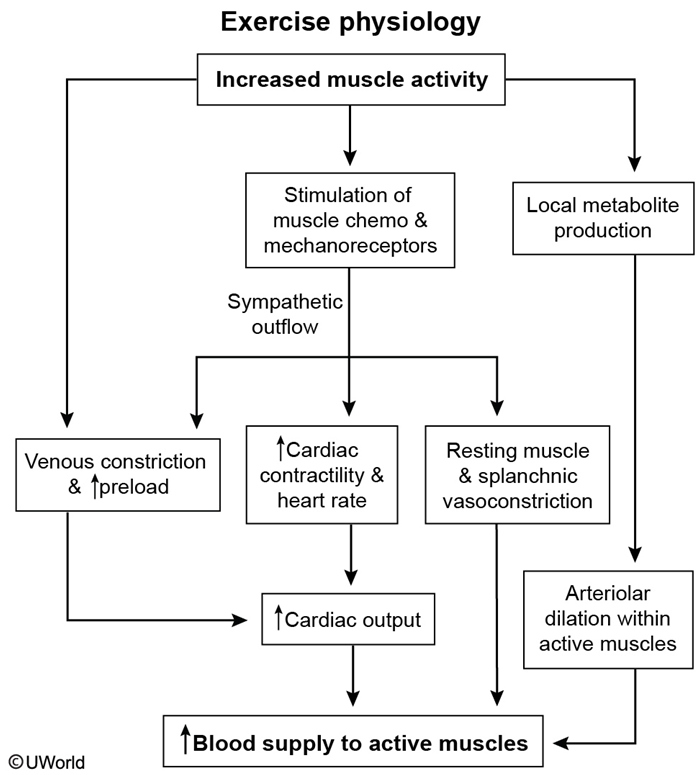 Exercise physiology
Increased muscle activity
Stimulation of
muscle chemo &
mechanoreceptors
Local metabolite
production
Sympathetic
outflow
Venous constriction
& ↑preload
↑Cardiac
contractility &
heart rate
Resting muscle
& splanchnic
vasoconstriction
Arteriolar
dilation within
active muscles
↑Cardiac output
↑Blood supply to active muscles
©UWorld